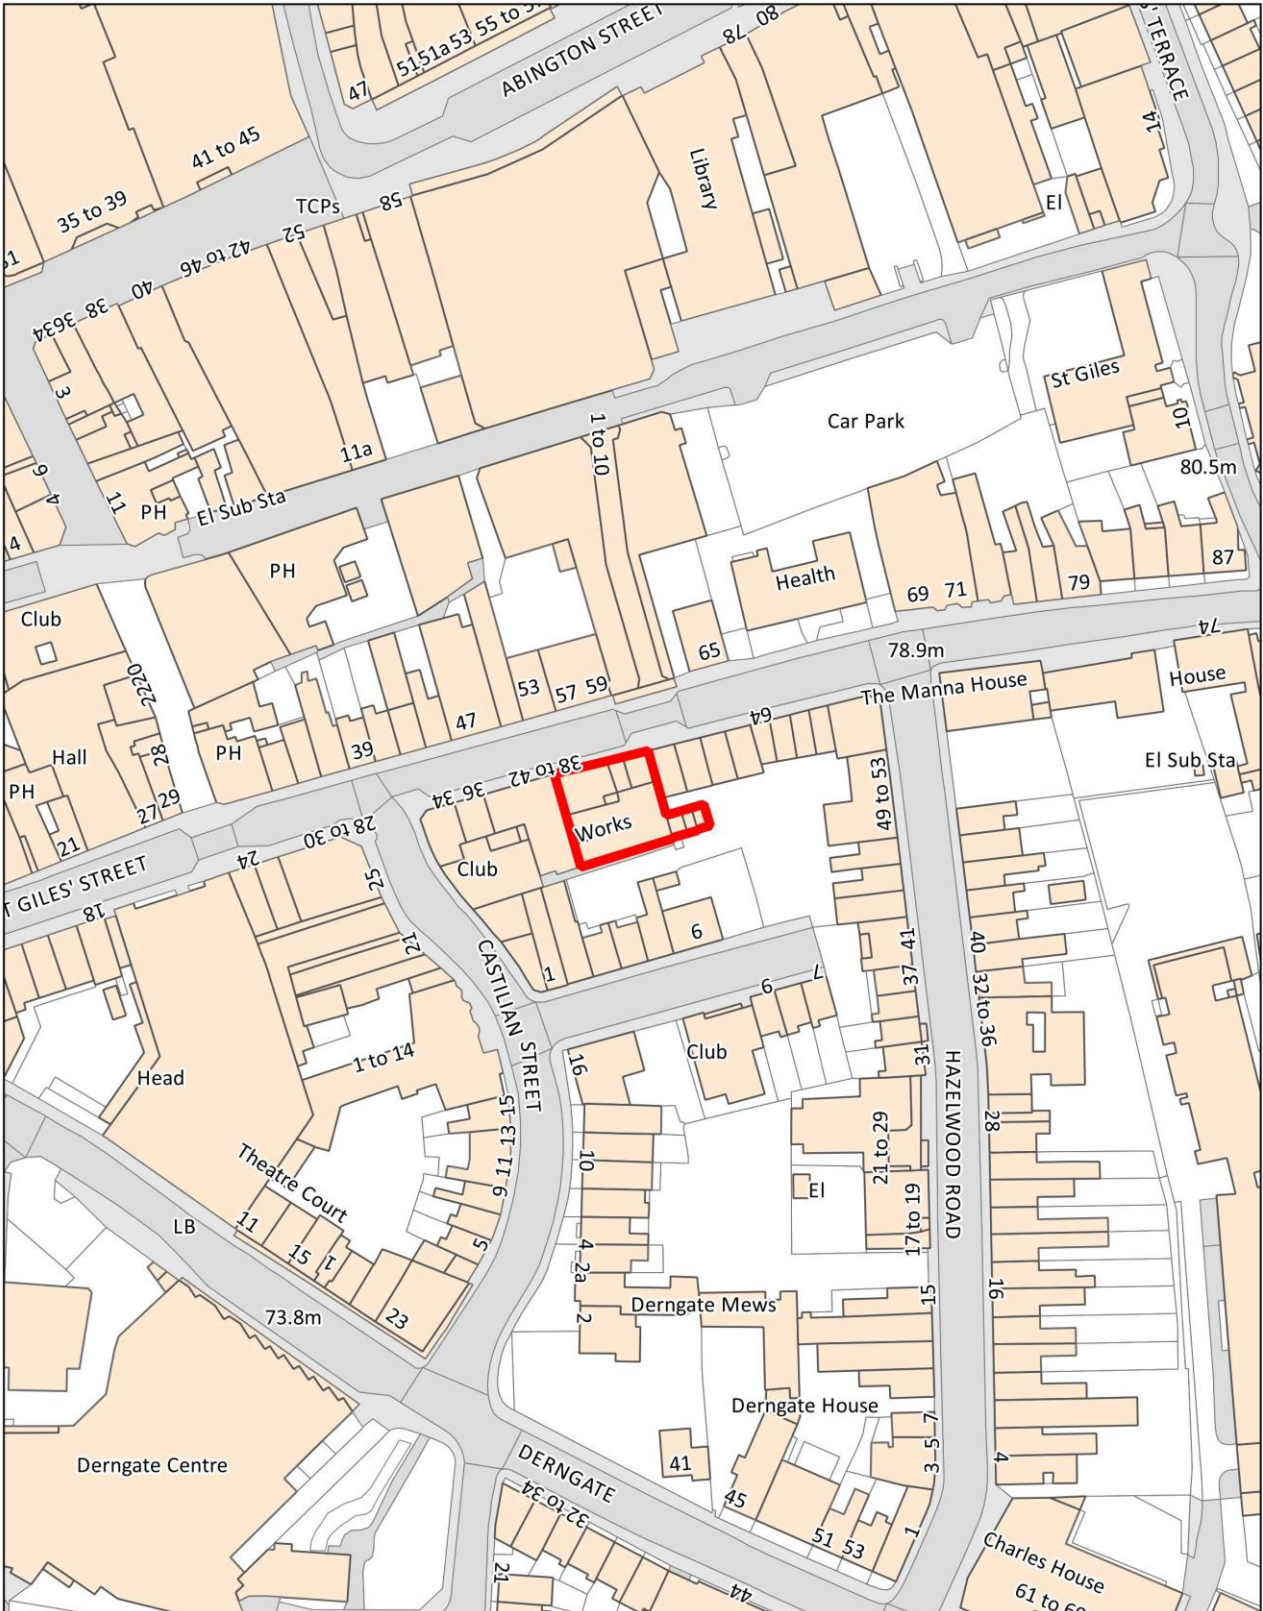 47
51
51a
53
55 to 5
ABINGTON STREET
78
80
' TERRACE
14
41 to 45
35 to 39
TCPs
58
Library
El
52
42 to 46
40
38
3634
3
St Giles
10
Car Park
1 to 10
11a
80.5m
9
4
11
PH
El Sub Sta
4
PH
Health
69
71
79
87
Club
2220
65
78.9m
74
53
57
59
The Manna House
House
47
64
39
Hall
28
PH
El Sub Sta
PH
38 to 42
27
29
36
34
49 to 53
21
28 to 30
Works
24
Club
T GILES' STREET
25
18
21
6
41
40
CASTILIAN STREET
1
37
32 to 36
7
6
31
Club
1 to 14
16
Head
HAZELWOOD ROAD
15
28
13
21 to 29
11
10
Theatre Court
9
El
11
LB
17 to 19
5
15
4
1
2a
15
16
Derngate Mews
73.8m
23
2
Derngate House
7
5
3
4
41
Derngate Centre
DERNGATE
45
32 to 34
51
53
1
Charles House
21
44
61 to 6